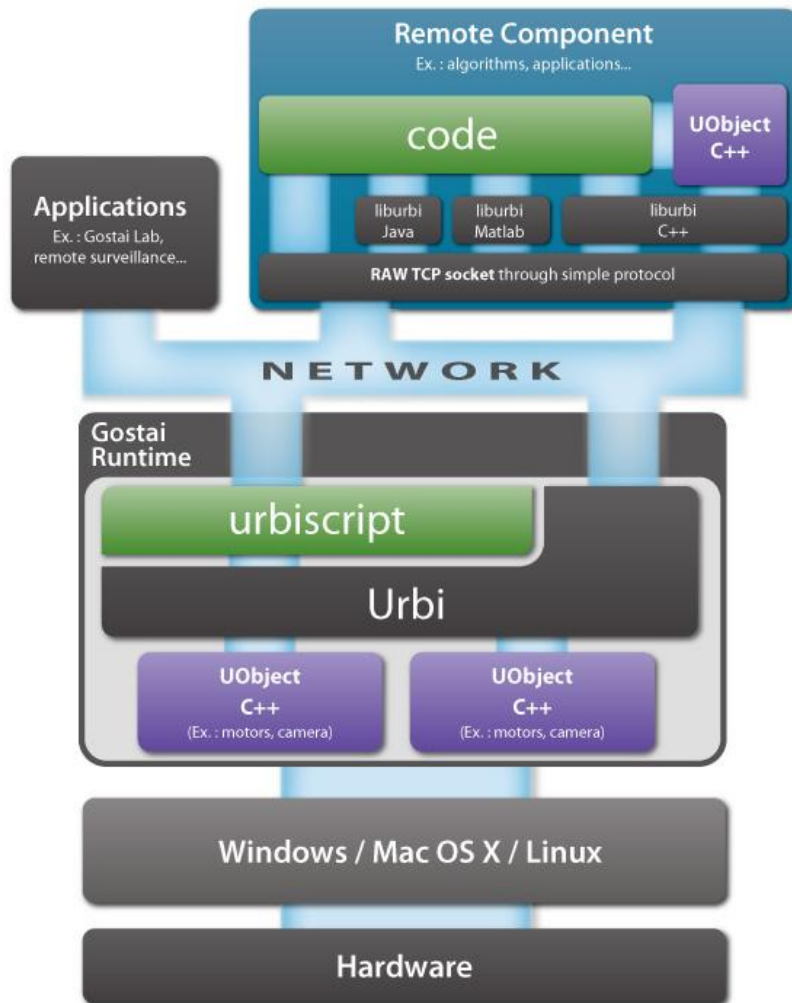 Remote Component
Ex. : algorithms, applications...
code
UObject
C++
Applications
Ex. : Gostai Lab,
remote surveillance...
liburbi
Java
liburbi
Matlab
liburbi
C++
RAW TCP socket through simple protocol
NETWORK
Gostai
Runtime
urbiscript
Urbi
UObject
C++
(Ex. : motors, camera)
UObject
C++
(Ex. : motors, camera)
Windows / Mac OS X / Linux
Hardware